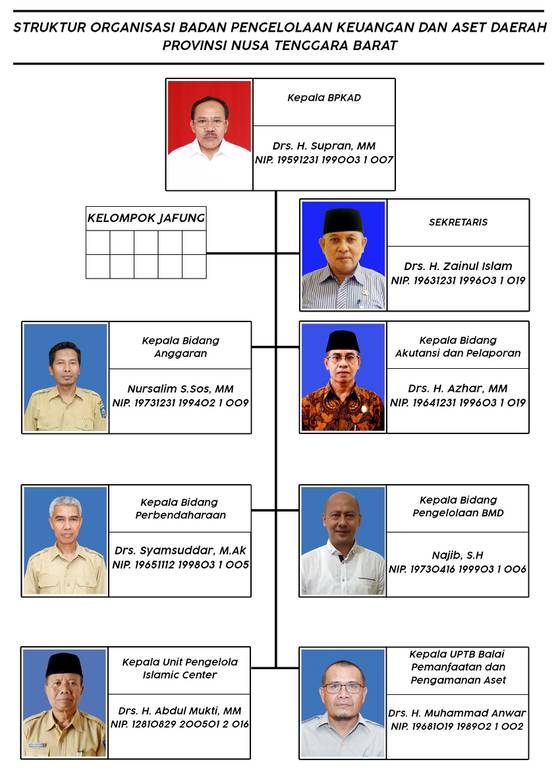 STRUKTUR ORGANISASI BADAN PENGELOLAAN KEUANGAN DAN ASET DAERAH
PROVINSI NUSA TENGGARA BARAT
Kepala BPKAD
Drs. H. Supran, MM
NIP. 19591231 199003 1 007
KELOMPOK JAFUNG
SEKRETARIS
Drs. H. Zainul Islam
NIP. 19631231 199603 1 019
Kepala Bidang
Anggaran
Nursalim S.Sos, MM
NIP. 19731231 199402 1 009
Kepala Bidang
Akutansi dan Pelaporan
Drs. H. Azhar, MM
NIP. 19641231 199603 1 019
Kepala Bidang
Perbendaharaan
Drs. Syamsuddar, M.Ak
NIP. 19651112 199803 1 005
Kepala Bidang
Pengelolaan BMD
Najib, S.H
NIP. 19730416 199903 1 006
Kepala Unit Pengelola
Islamic Center
Drs. H. Abdul Mukti, MM
NIP. 12810829 200501 2 016
Kepala UPTB Balai
Pemanfaatan dan
Pengamanan Aset
Drs. H. Muhammad Anwar
NIP. 19681019 198902 1 002